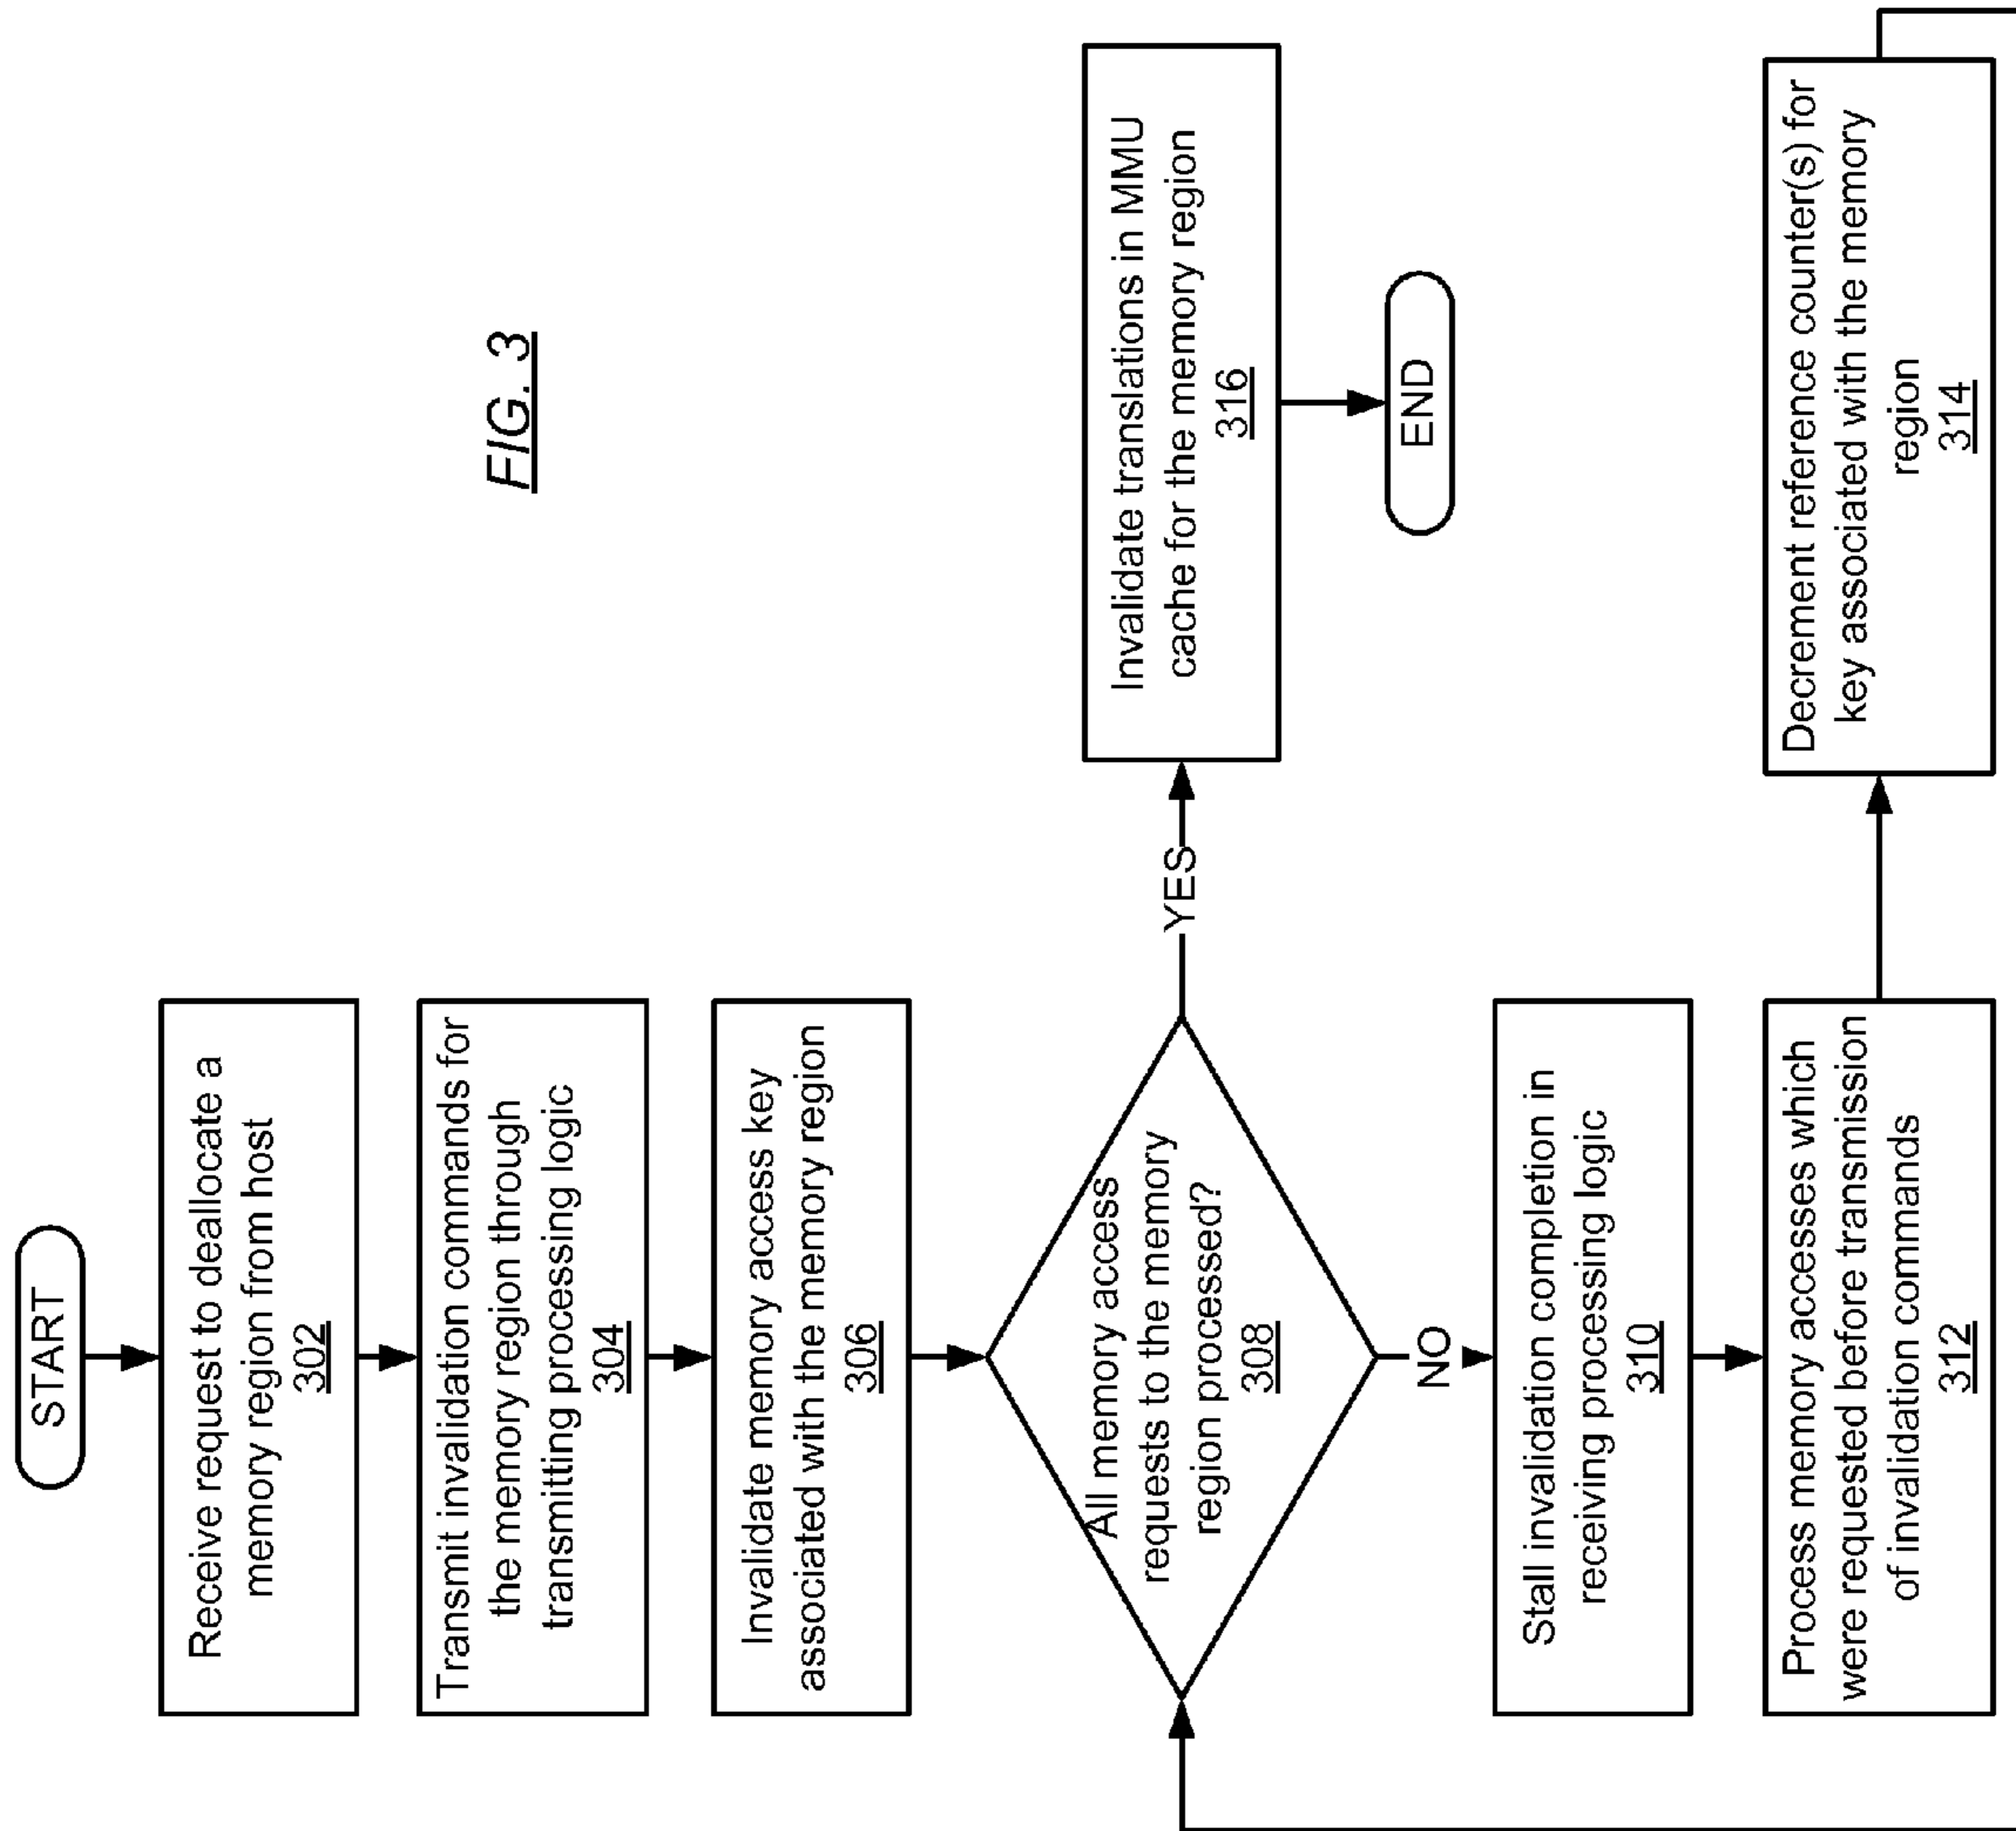 FIG. 3
START
Receive request to deallocate a
memory region from host
302
Transmit invalidation commands for
the memory region through
transmitting processing logic
304
Invalidate memory access key
associated with the memory region
306
All memory access
requests to the memory
region processed?
308
YES
Invalidate translations in MMU
cache for the memory region
316
END
NO
Stall invalidation completion in
receiving processing logic
310
Process memory accesses which
were requested before transmission
of invalidation commands
312
Decrement reference counter(s) for
key associated with the memory
region
314